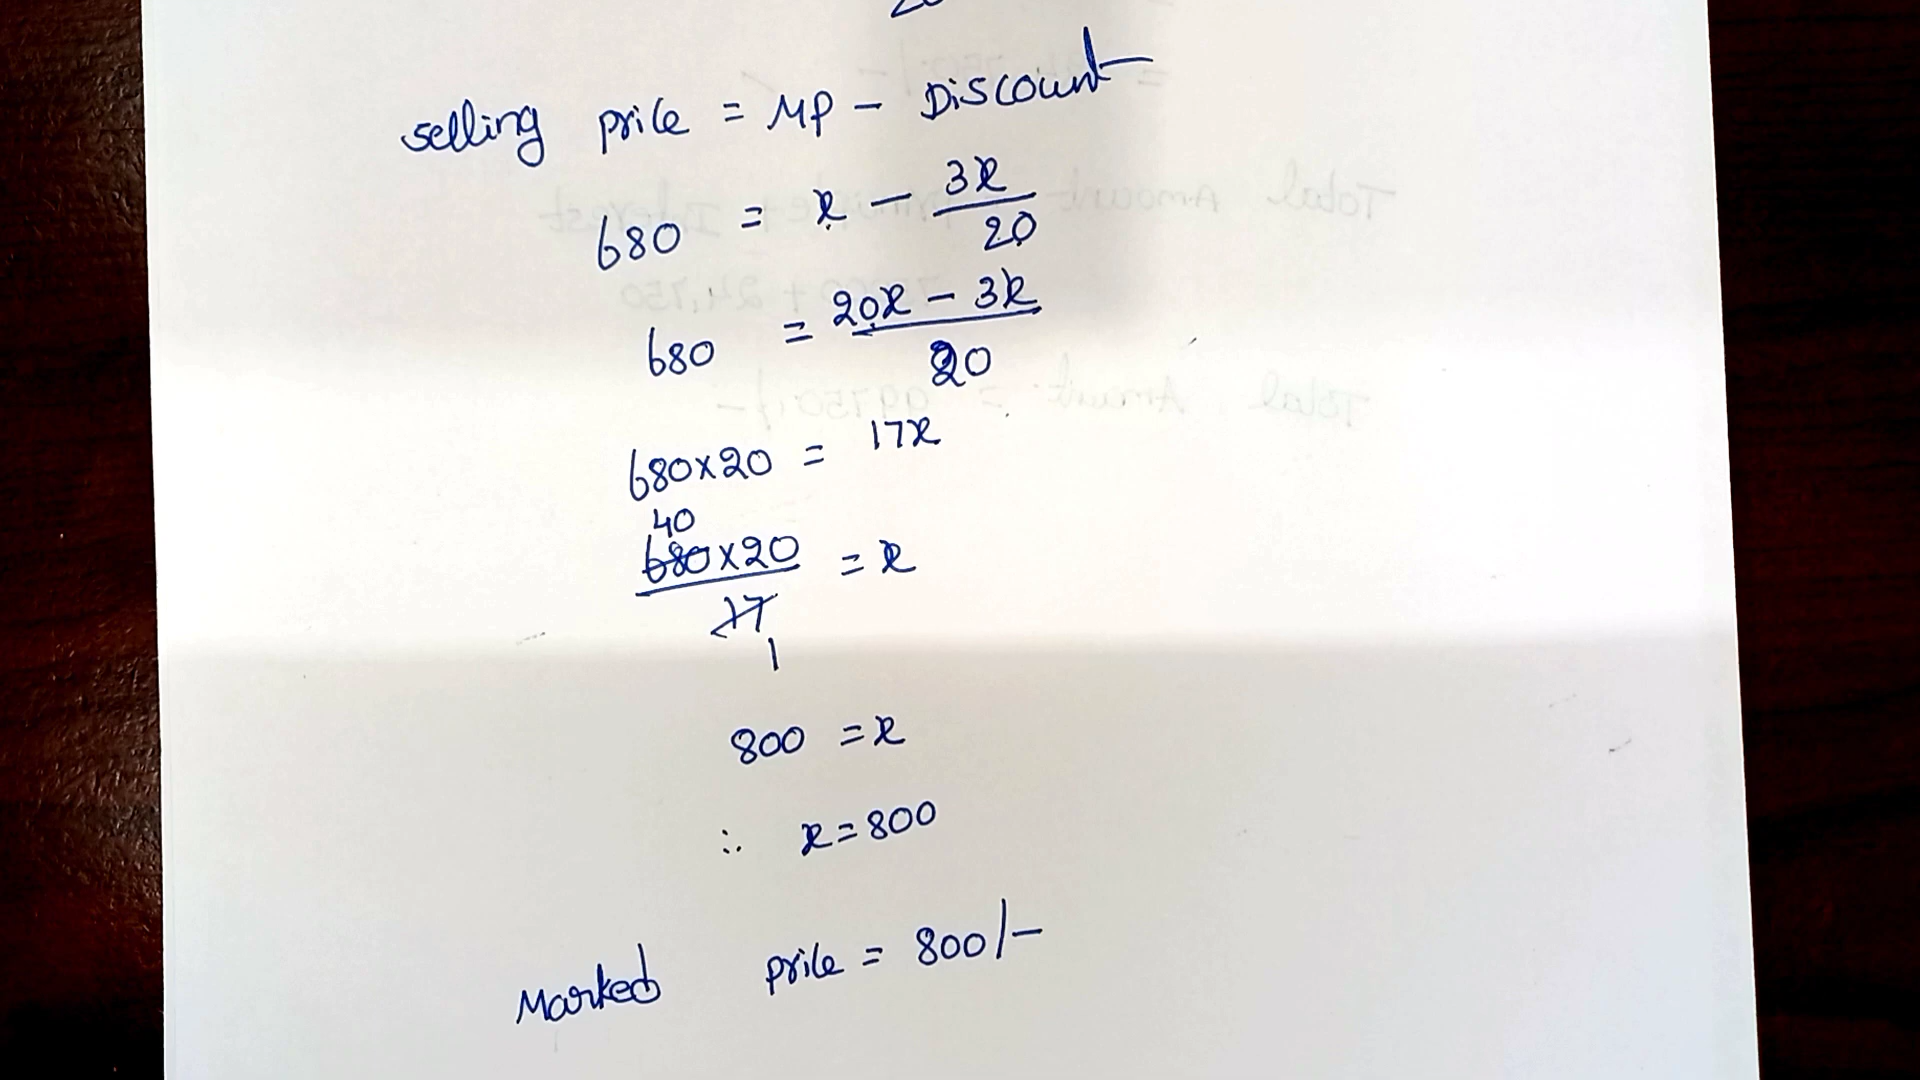 selling price = MP - Discount
680 = x - 3x/20
680 = 20x - 3x/20
680x20 = 17x
40
680x20/17 = x
1
800 = x
∴ x = 800
Marked price = 800/-